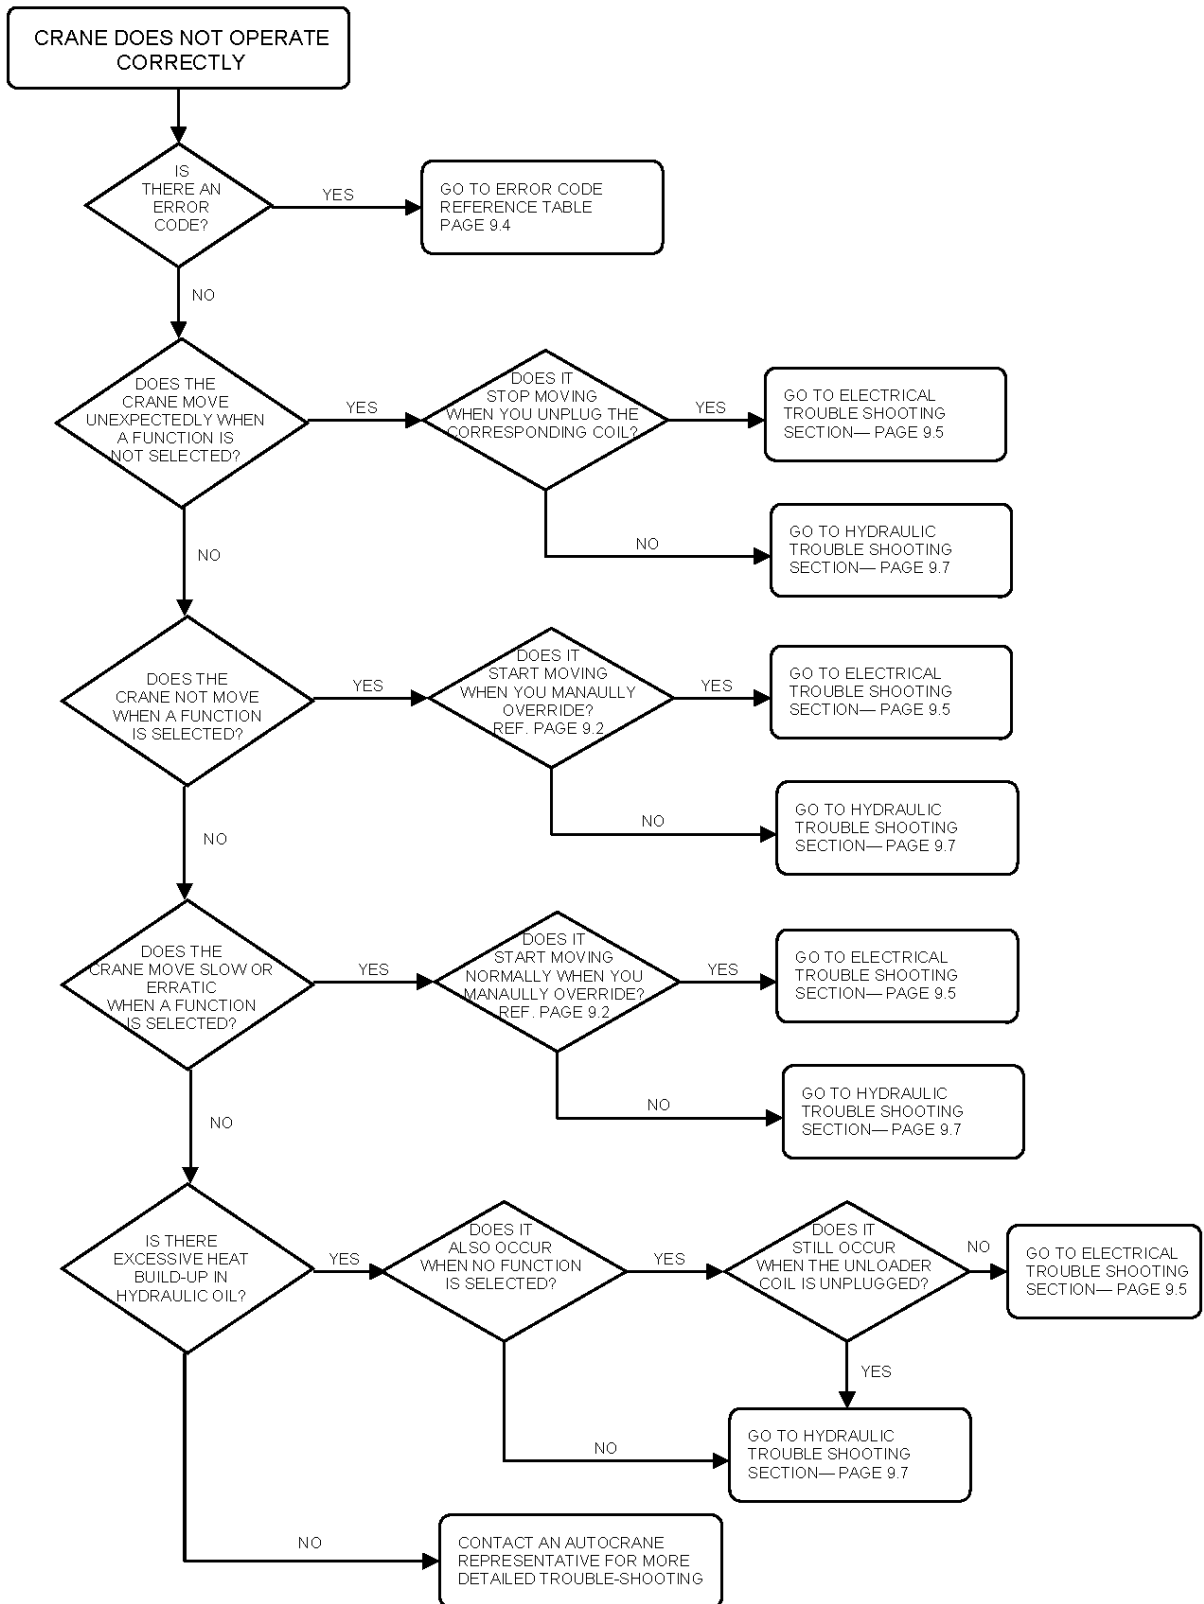 CRANE DOES NOT OPERATE
CORRECTLY
IS
THERE AN
ERROR
CODE?
YES
GO TO ERROR CODE
REFERENCE TABLE
PAGE 9.4
NO
DOES THE
CRANE MOVE
UNEXPECTEDLY WHEN
A FUNCTION IS
NOT SELECTED?
YES
DOES IT
STOP MOVING
WHEN YOU UNPLUG THE
CORRESPONDING COIL?
YES
GO TO ELECTRICAL
TROUBLE SHOOTING
SECTION— PAGE 9.5
NO
GO TO HYDRAULIC
TROUBLE SHOOTING
SECTION— PAGE 9.7
NO
DOES THE
CRANE NOT MOVE
WHEN A FUNCTION
IS SELECTED?
YES
DOES IT
START MOVING
WHEN YOU MANAULLY
OVERRIDE?
REF. PAGE 9.2
YES
GO TO ELECTRICAL
TROUBLE SHOOTING
SECTION— PAGE 9.5
NO
GO TO HYDRAULIC
TROUBLE SHOOTING
SECTION— PAGE 9.7
NO
DOES THE
CRANE MOVE SLOW OR
ERRATIC
WHEN A FUNCTION
IS SELECTED?
YES
DOES IT
START MOVING
NORMALLY WHEN YOU
MANAULLY OVERRIDE?
REF. PAGE 9.2
YES
GO TO ELECTRICAL
TROUBLE SHOOTING
SECTION— PAGE 9.5
NO
GO TO HYDRAULIC
TROUBLE SHOOTING
SECTION— PAGE 9.7
NO
IS THERE
EXCESSIVE HEAT
BUILD-UP IN
HYDRAULIC OIL?
YES
DOES IT
ALSO OCCUR
WHEN NO FUNCTION
IS SELECTED?
YES
DOES IT
STILL OCCUR
WHEN THE UNLOADER
COIL IS UNPLUGGED?
NO
GO TO ELECTRICAL
TROUBLE SHOOTING
SECTION— PAGE 9.5
YES
NO
GO TO HYDRAULIC
TROUBLE SHOOTING
SECTION— PAGE 9.7
NO
CONTACT AN AUTOCRANE
REPRESENTATIVE FOR MORE
DETAILED TROUBLE-SHOOTING